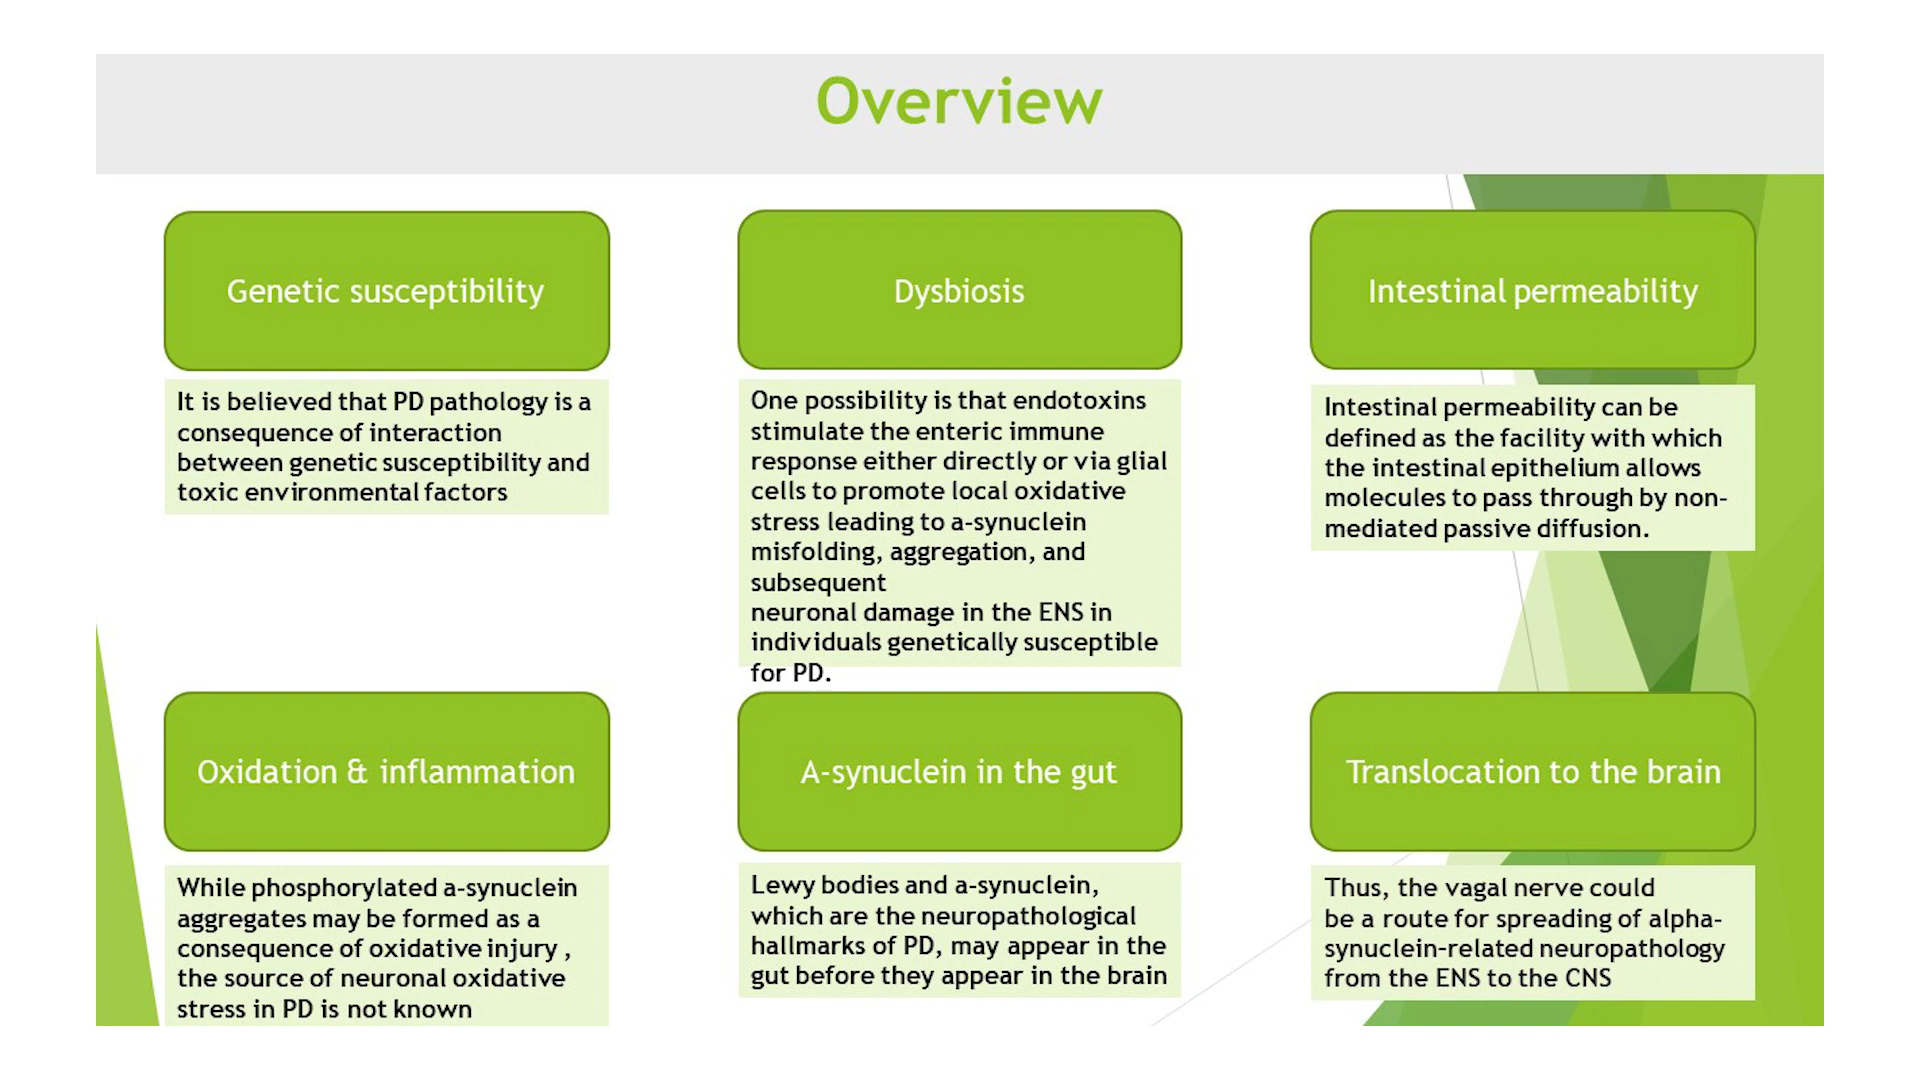 Overview
Genetic susceptibility
It is believed that PD pathology is a
consequence of interaction
between genetic susceptibility and
toxic environmental factors
Dysbiosis
One possibility is that endotoxins
stimulate the enteric immune
response either directly or via glial
cells to promote local oxidative
stress leading to a-synuclein
misfolding, aggregation, and
subsequent
neuronal damage in the ENS in
individuals genetically susceptible
for PD.
Intestinal permeability
Intestinal permeability can be
defined as the facility with which
the intestinal epithelium allows
molecules to pass through by non-
mediated passive diffusion.
Oxidation & inflammation
While phosphorylated a-synuclein
aggregates may be formed as a
consequence of oxidative injury ,
the source of neuronal oxidative
stress in PD is not known
A-synuclein in the gut
Lewy bodies and a-synuclein,
which are the neuropathological
hallmarks of PD, may appear in the
gut before they appear in the brain
Translocation to the brain
Thus, the vagal nerve could
be a route for spreading of alpha-
synuclein-related neuropathology
from the ENS to the CNS